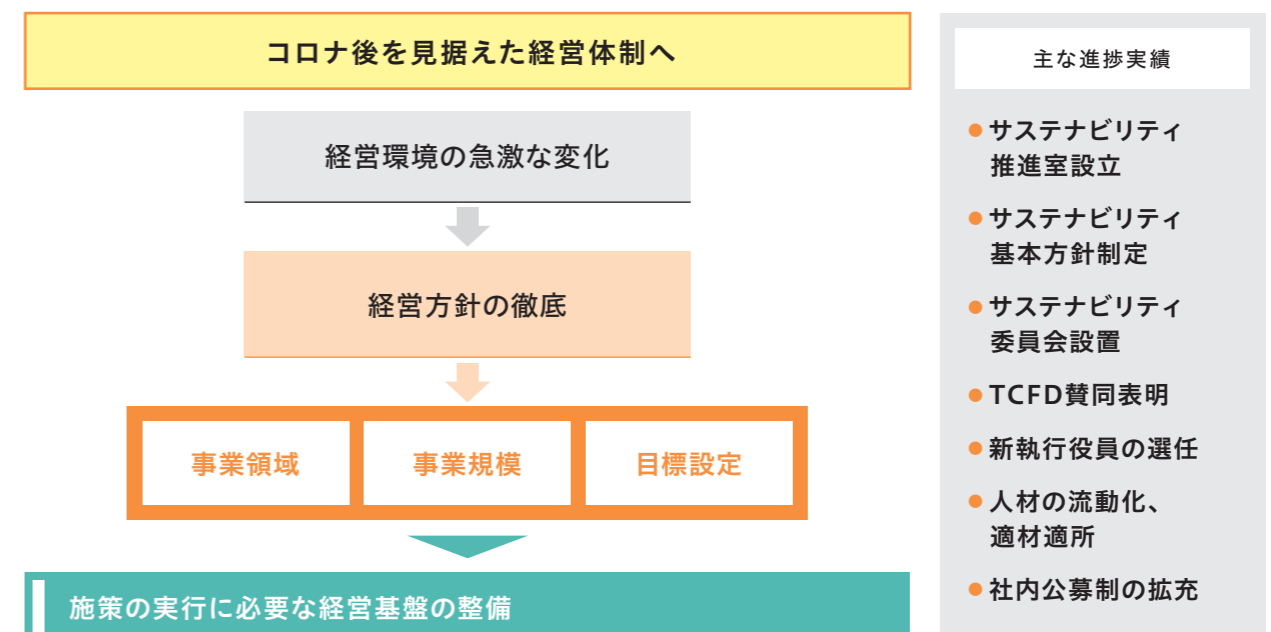 コロナ後を見据えた経営体制へ
経営環境の急激な変化
経営方針の徹底
事業領域
事業規模
目標設定
施策の実行に必要な経営基盤の整備
主な進捗実績
●サステナビリティ
推進室設立
●サステナビリティ
基本方針制定
●サステナビリティ
委員会設置
●TCFD賛同表明
●新執行役員の選任
●人材の流動化、
適材適所
●社内公募制の拡充